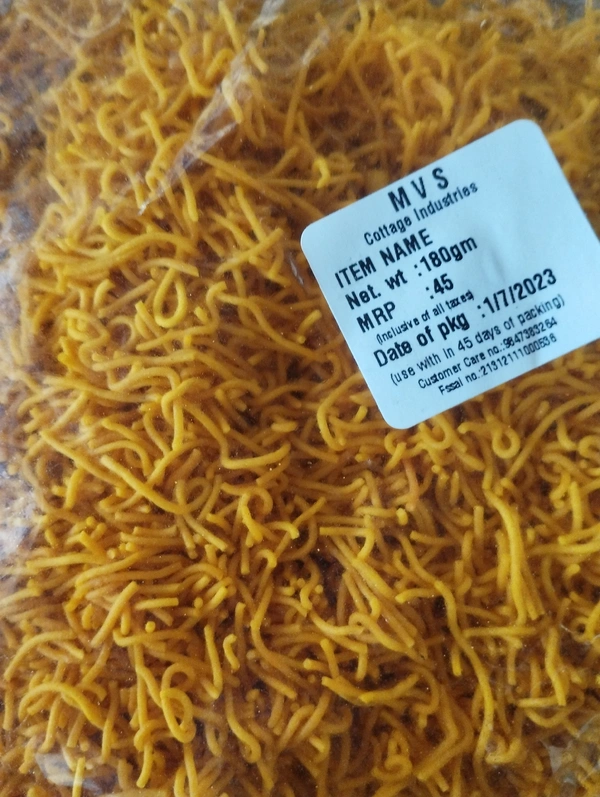 MVS
Cottage Industries
ITEM NAME
Net. wt :180gm
MRP :45
(Inclusive of all taxes)
Date of pkg :1/7/2023
(use with in 45 days of packing)
Customer Care no.:9847383264
Fssai no.:21312111000536